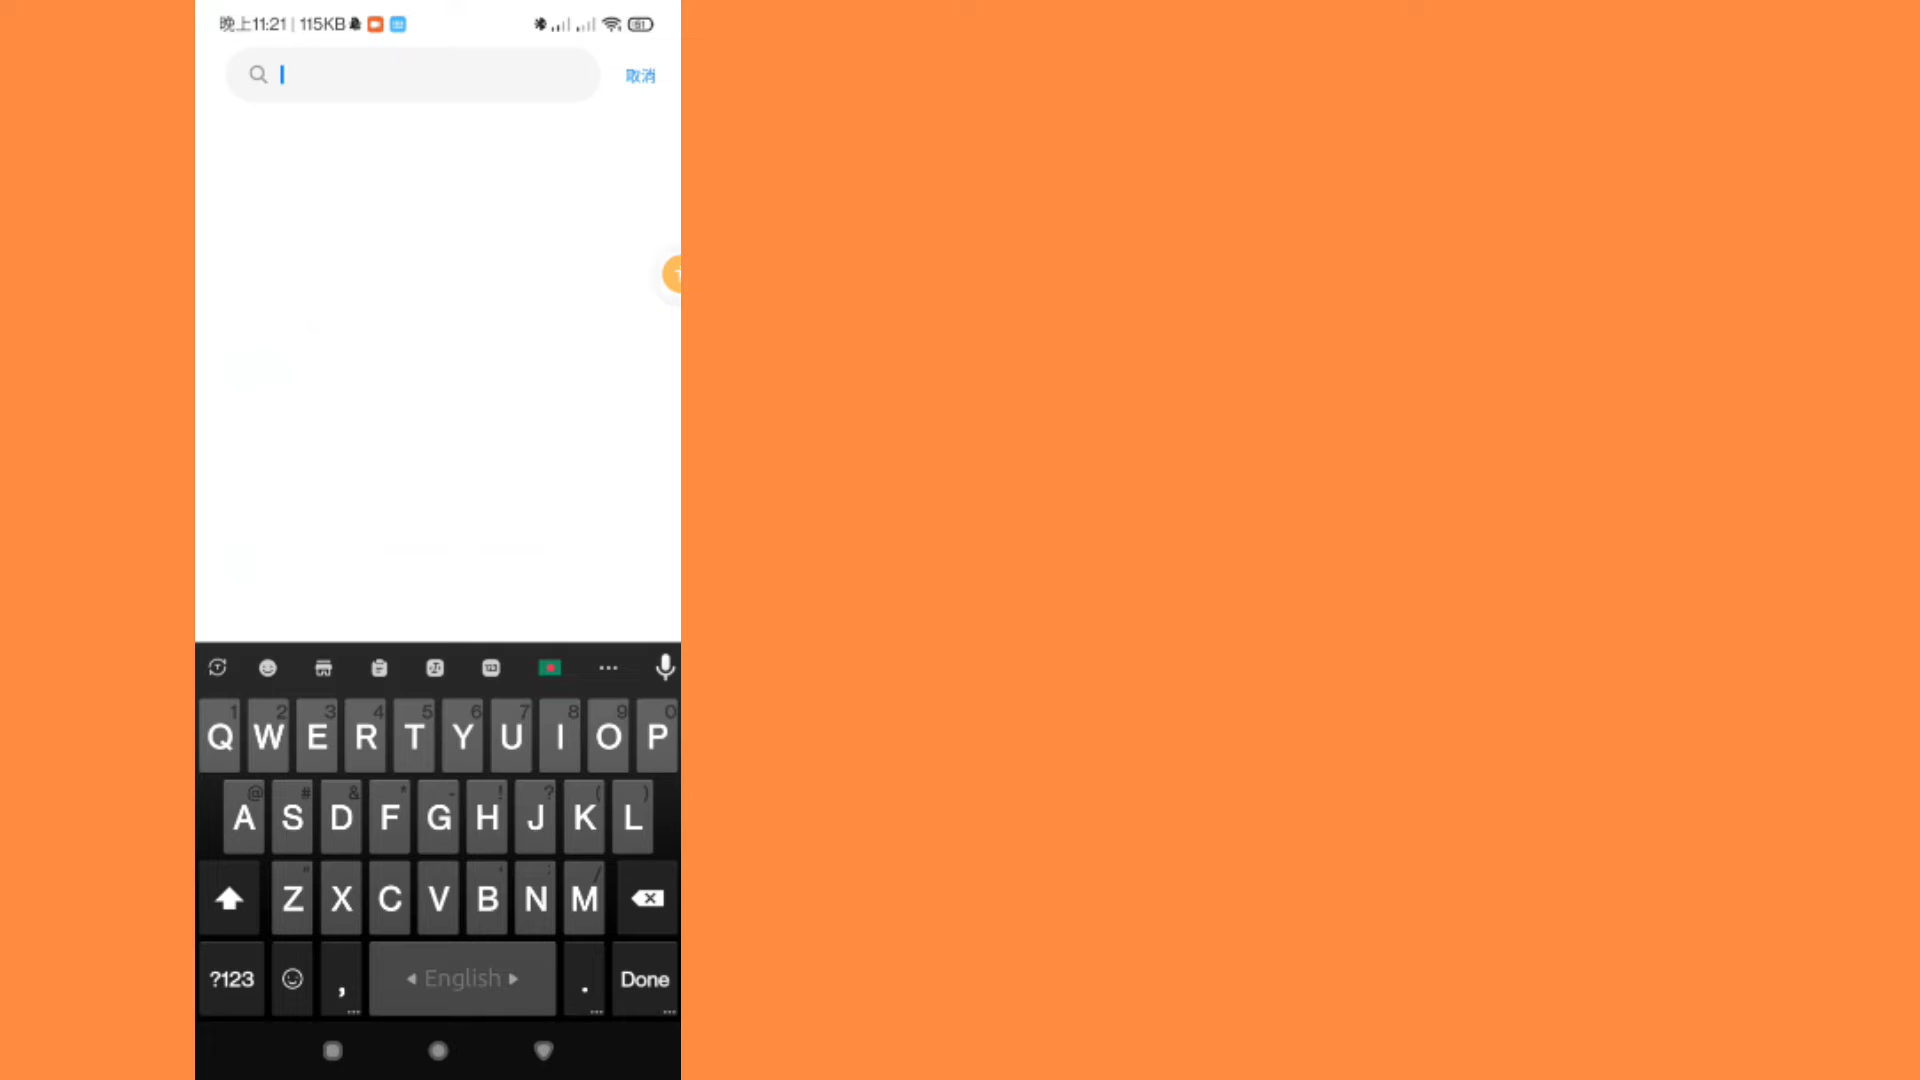 晚上11:21 | 115KB
61
取消
1 2 3 4 5 6 7 8 9 0
Q W E R T Y U I O P
@ # & * - ! ? ( )
A S D F G H J K L
" ' : ; /
Z X C V B N M
?123 , English . Done